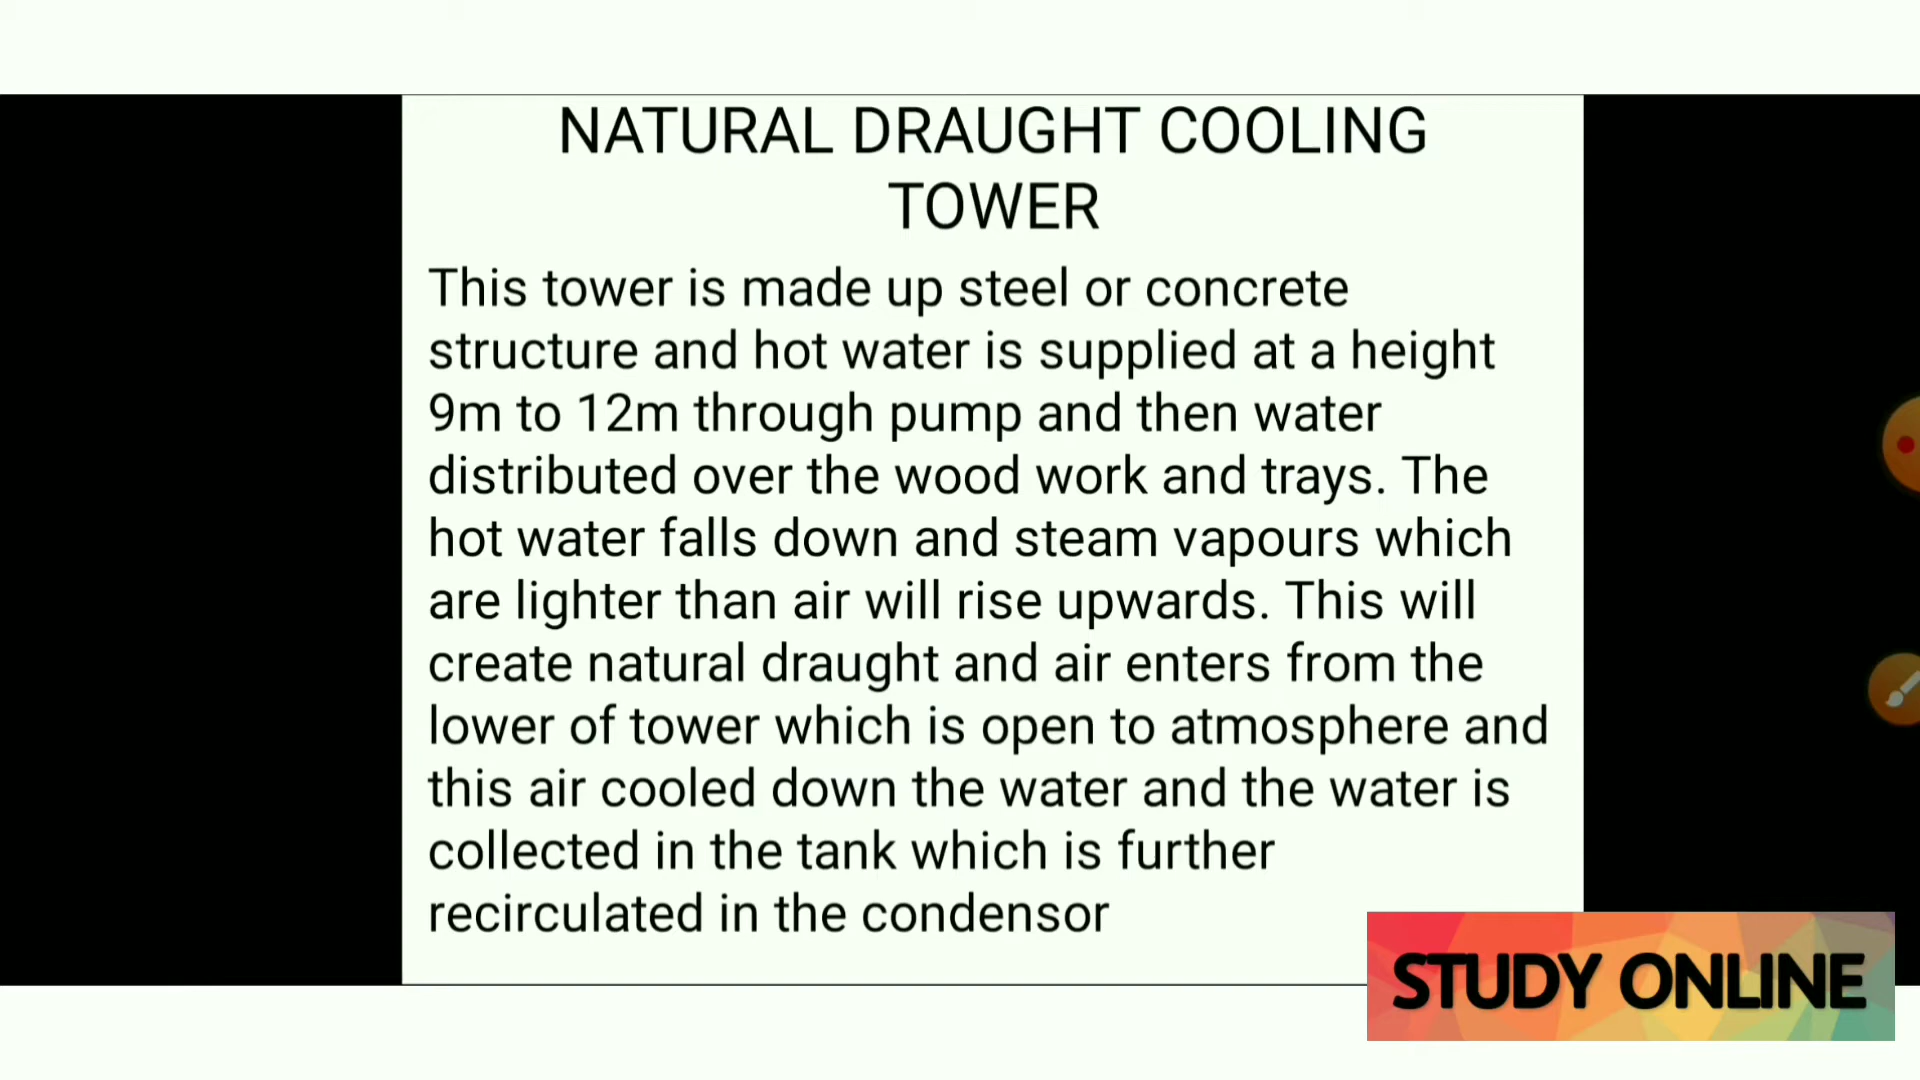 NATURAL DRAUGHT COOLING
TOWER
This tower is made up steel or concrete
structure and hot water is supplied at a height
9m to 12m through pump and then water
distributed over the wood work and trays. The
hot water falls down and steam vapours which
are lighter than air will rise upwards. This will
create natural draught and air enters from the
lower of tower which is open to atmosphere and
this air cooled down the water and the water is
collected in the tank which is further
recirculated in the condensor
STUDY ONLINE